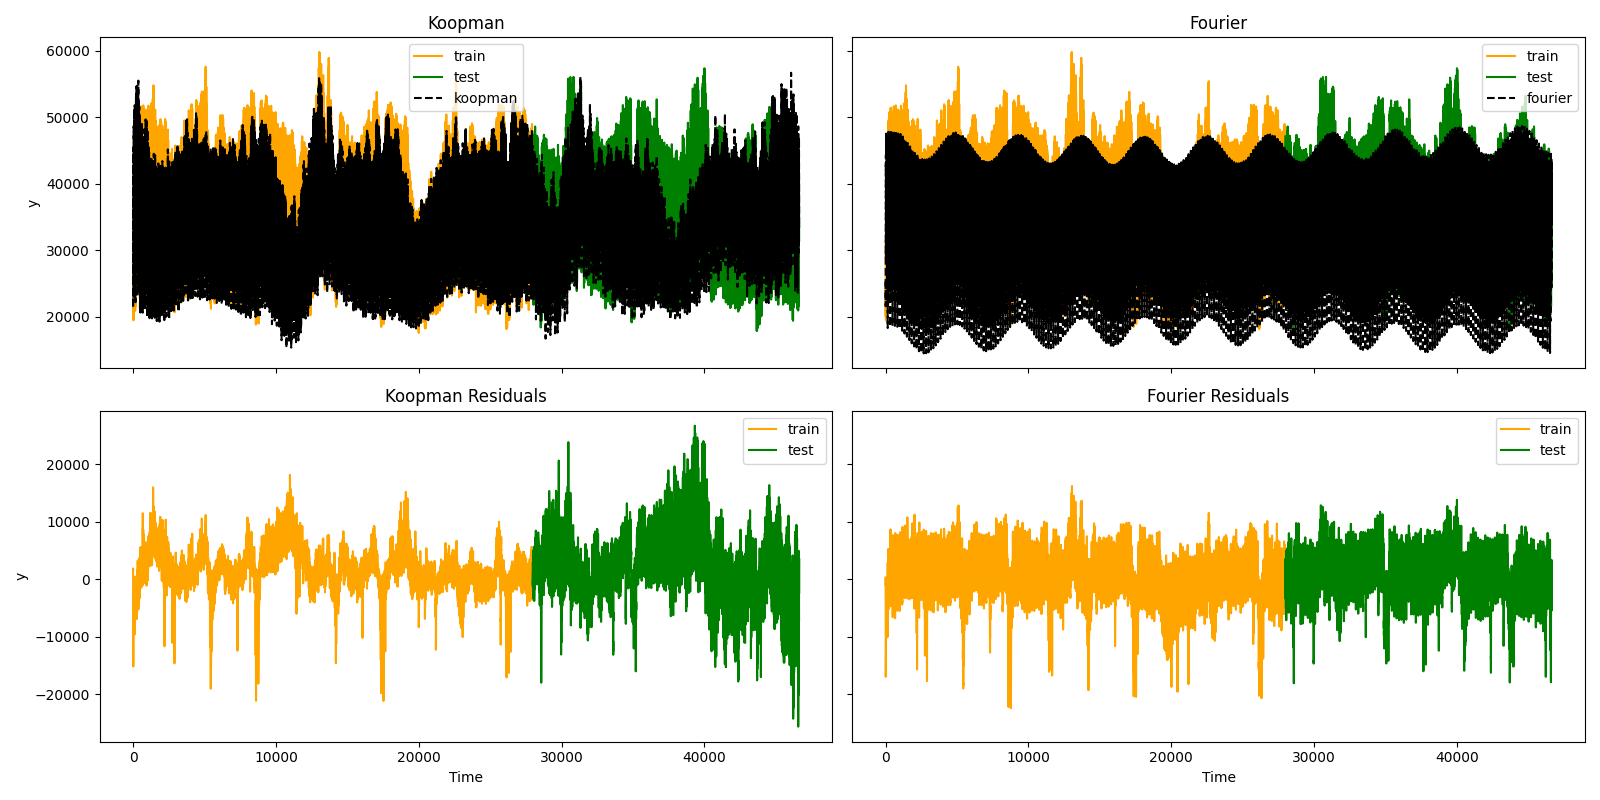 Koopman
train
test
koopman
60000
50000
40000
30000
20000
y
Fourier
train
test
fourier
Koopman Residuals
train
test
20000
10000
0
−10000
−20000
y
0
10000
20000
30000
40000
Time
Fourier Residuals
train
test
0
10000
20000
30000
40000
Time